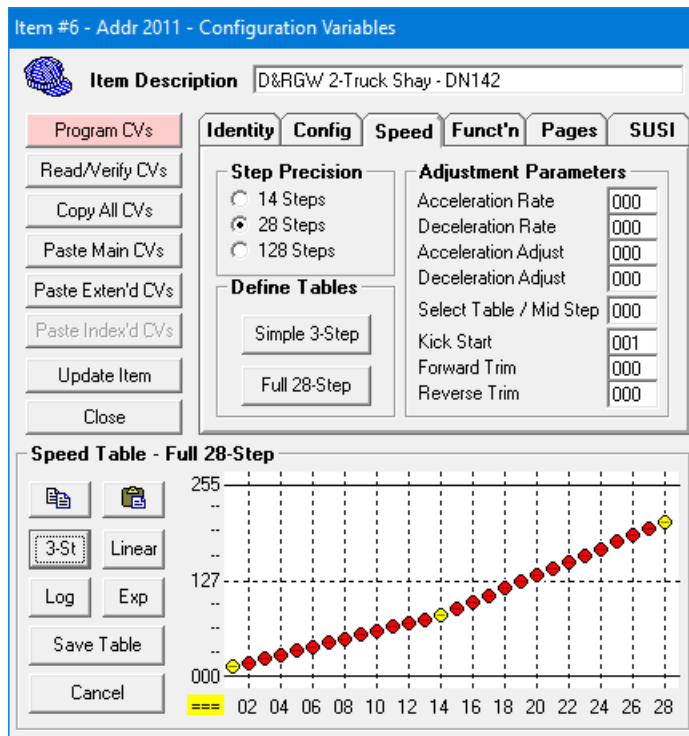 Item #6 - Addr 2011 - Configuration Variables
Item Description D&RGW 2-Truck Shay - DN142
Program CVs
Read/Verify CVs
Copy All CVs
Paste Main CVs
Paste Exten'd CVs
Paste Index'd CVs
Update Item
Close
Identity Config Speed Funct'n Pages SUSI
Step Precision
14 Steps
28 Steps
128 Steps
Define Tables
Simple 3-Step
Full 28-Step
Adjustment Parameters
Acceleration Rate 000
Deceleration Rate 000
Acceleration Adjust 000
Deceleration Adjust 000
Select Table / Mid Step 000
Kick Start 001
Forward Trim 000
Reverse Trim 000
Speed Table - Full 28-Step
3-St Linear
Log Exp
Save Table
Cancel
255
--
--
127
--
--
000
=== 02 04 06 08 10 12 14 16 18 20 22 24 26 28